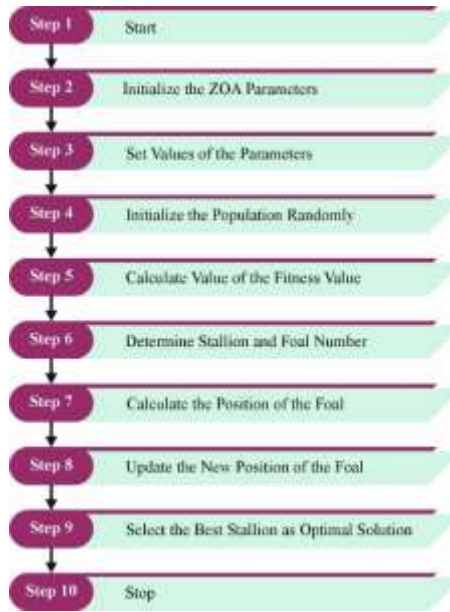 Step 1 Start
Step 2 Initialize the ZOA Parameters
Step 3 Set Values of the Parameters
Step 4 Initialize the Population Randomly
Step 5 Calculate Value of the Fitness Value
Step 6 Determine Stallion and Foal Number
Step 7 Calculate the Position of the Foal
Step 8 Update the New Position of the Foal
Step 9 Select the Best Stallion as Optimal Solution
Step 10 Stop